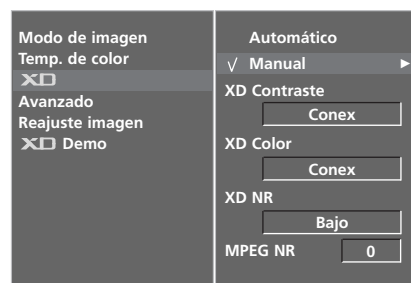 Modo de imagen
Temp. de color
XD
Avanzado
Reajuste imagen
XD Demo
Automático
√ Manual ►
XD Contraste
Conex
XD Color
Conex
XD NR
Bajo
MPEG NR 0